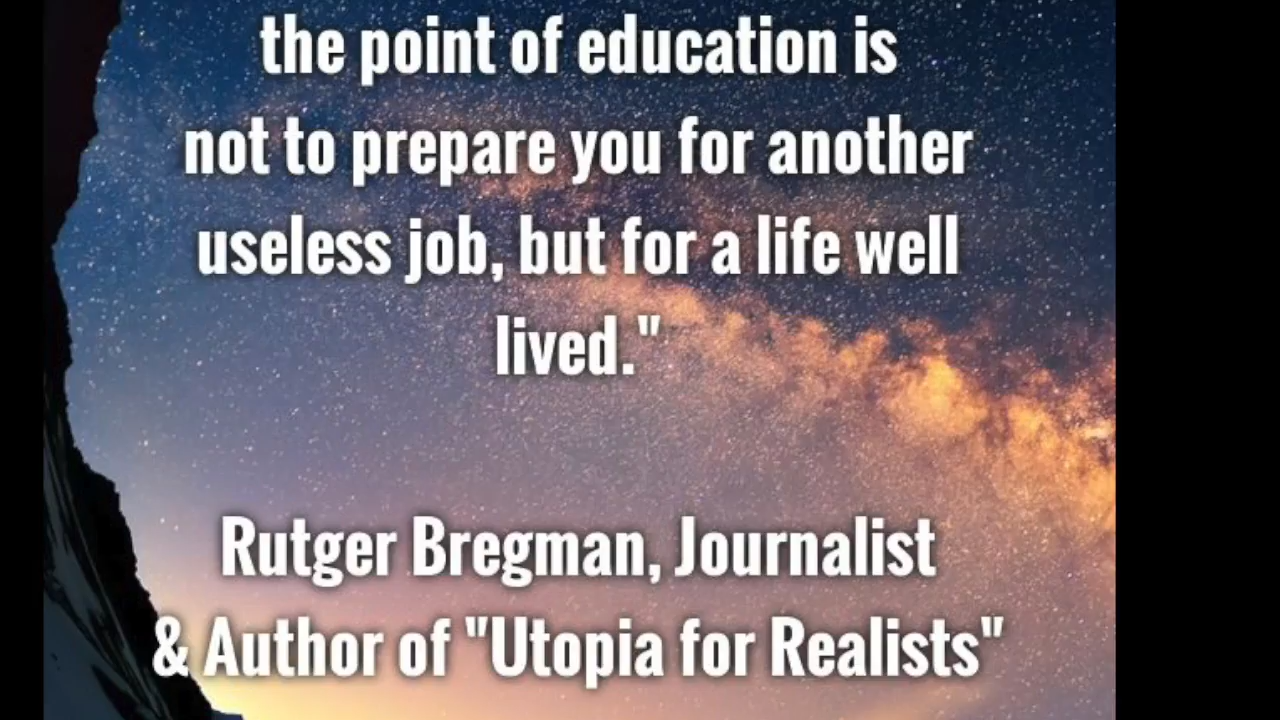 the point of education is
not to prepare you for another
useless job, but for a life well
lived."
Rutger Bregman, Journalist
& Author of "Utopia for Realists"